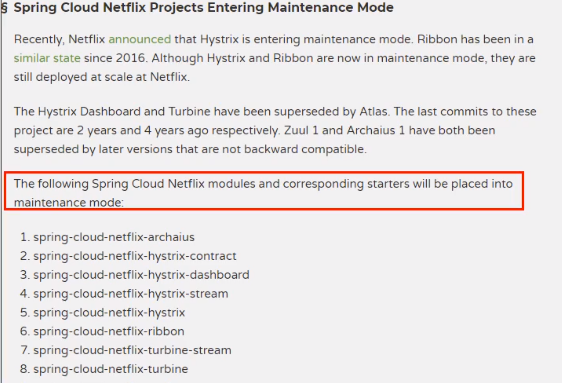 § Spring Cloud Netflix Projects Entering Maintenance Mode
Recently, Netflix announced that Hystrix is entering maintenance mode. Ribbon has been in a
similar state since 2016. Although Hystrix and Ribbon are now in maintenance mode, they are
still deployed at scale at Netflix.
The Hystrix Dashboard and Turbine have been superseded by Atlas. The last commits to these
project are 2 years and 4 years ago respectively. Zuul 1 and Archaius 1 have both been
superseded by later versions that are not backward compatible.
The following Spring Cloud Netflix modules and corresponding starters will be placed into
maintenance mode:
1. spring-cloud-netflix-archaius
2. spring-cloud-netflix-hystrix-contract
3. spring-cloud-netflix-hystrix-dashboard
4. spring-cloud-netflix-hystrix-stream
5. spring-cloud-netflix-hystrix
6. spring-cloud-netflix-ribbon
7. spring-cloud-netflix-turbine-stream
8. spring-cloud-netflix-turbine